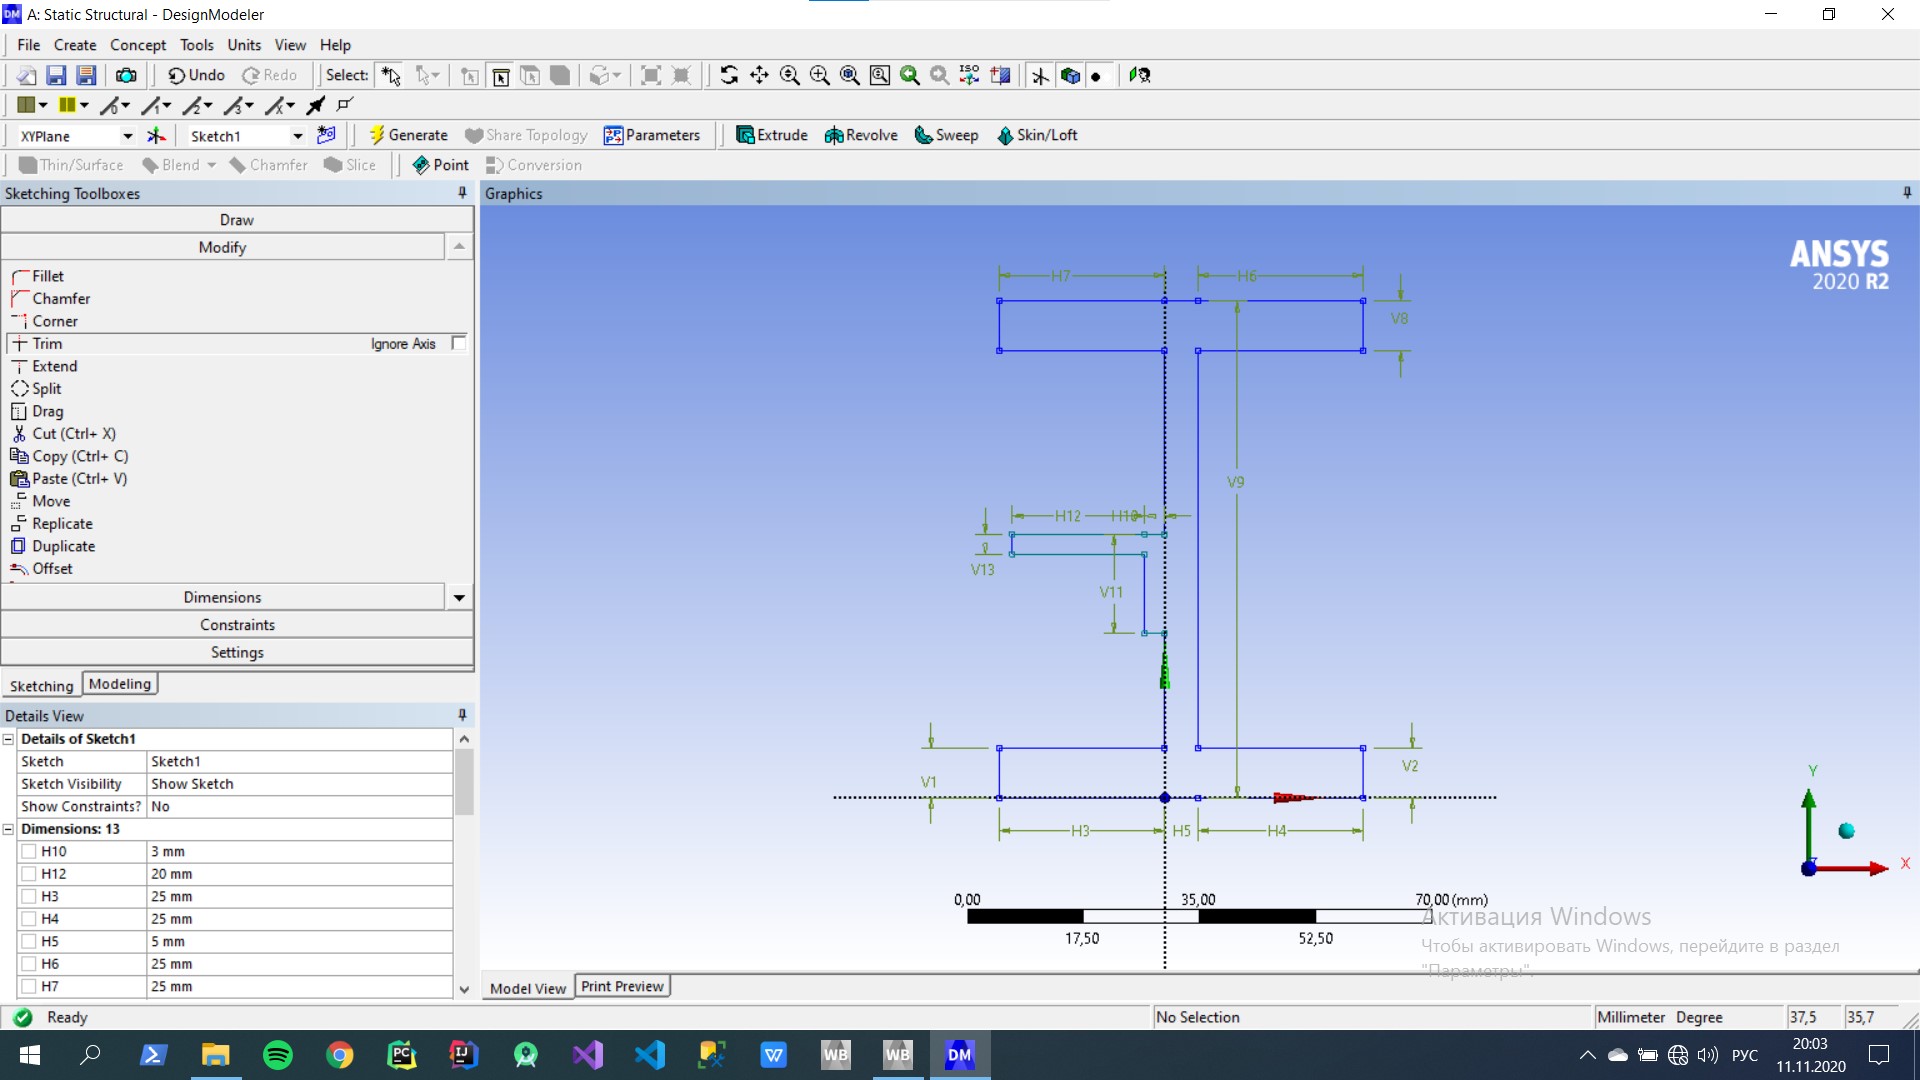 A: Static Structural - DesignModeler
File Create Concept Tools Units View Help
Undo Redo Select: ISO
XYPlane Sketch1 Generate Share Topology Parameters Extrude Revolve Sweep Skin/Loft
Thin/Surface Blend Chamfer Slice Point Conversion
Sketching Toolboxes
Draw
Modify
Fillet
Chamfer
Corner
Trim Ignore Axis
Extend
Split
Drag
Cut (Ctrl+ X)
Copy (Ctrl+ C)
Paste (Ctrl+ V)
Move
Replicate
Duplicate
Offset
Dimensions
Constraints
Settings
Sketching Modeling
Details View
Details of Sketch1
Sketch Sketch1
Sketch Visibility Show Sketch
Show Constraints? No
Dimensions: 13
H10 3 mm
H12 20 mm
H3 25 mm
H4 25 mm
H5 5 mm
H6 25 mm
H7 25 mm
Graphics
ANSYS
2020 R2
H7 H6
V8
V9
H12 H10
V13
V11
V1 V2
H3 H5 H4
Y
X
0,00 35,00 70,00 (mm)
17,50 52,50
Активация Windows
Чтобы активировать Windows, перейдите в раздел
"Параметры".
Model View Print Preview
Ready No Selection Millimeter Degree 37,5 35,7
PC IJ W WB WB DM РУС 20:03
11.11.2020